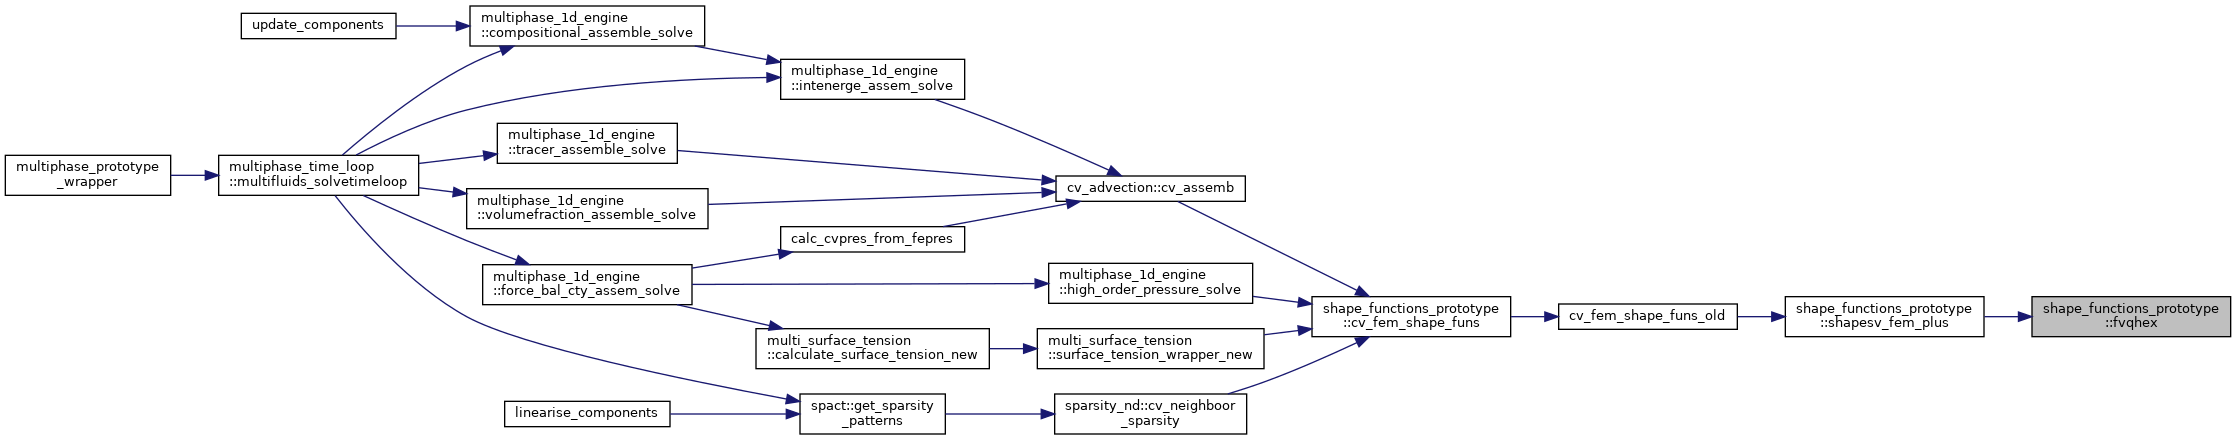 update_components
multiphase_1d_engine
::compositional_assemble_solve
multiphase_1d_engine
::intenerge_assem_solve
multiphase_1d_engine
::tracer_assemble_solve
multiphase_prototype
_wrapper
multiphase_time_loop
::multifluids_solvetimeloop
multiphase_1d_engine
::volumefraction_assemble_solve
cv_advection::cv_assemb
calc_cvpres_from_fepres
multiphase_1d_engine
::force_bal_cty_assem_solve
multiphase_1d_engine
::high_order_pressure_solve
shape_functions_prototype
::cv_fem_shape_funs
cv_fem_shape_funs_old
shape_functions_prototype
::shapesv_fem_plus
shape_functions_prototype
::fvqhex
multi_surface_tension
::calculate_surface_tension_new
multi_surface_tension
::surface_tension_wrapper_new
linearise_components
spact::get_sparsity
_patterns
sparsity_nd::cv_neighboor
_sparsity